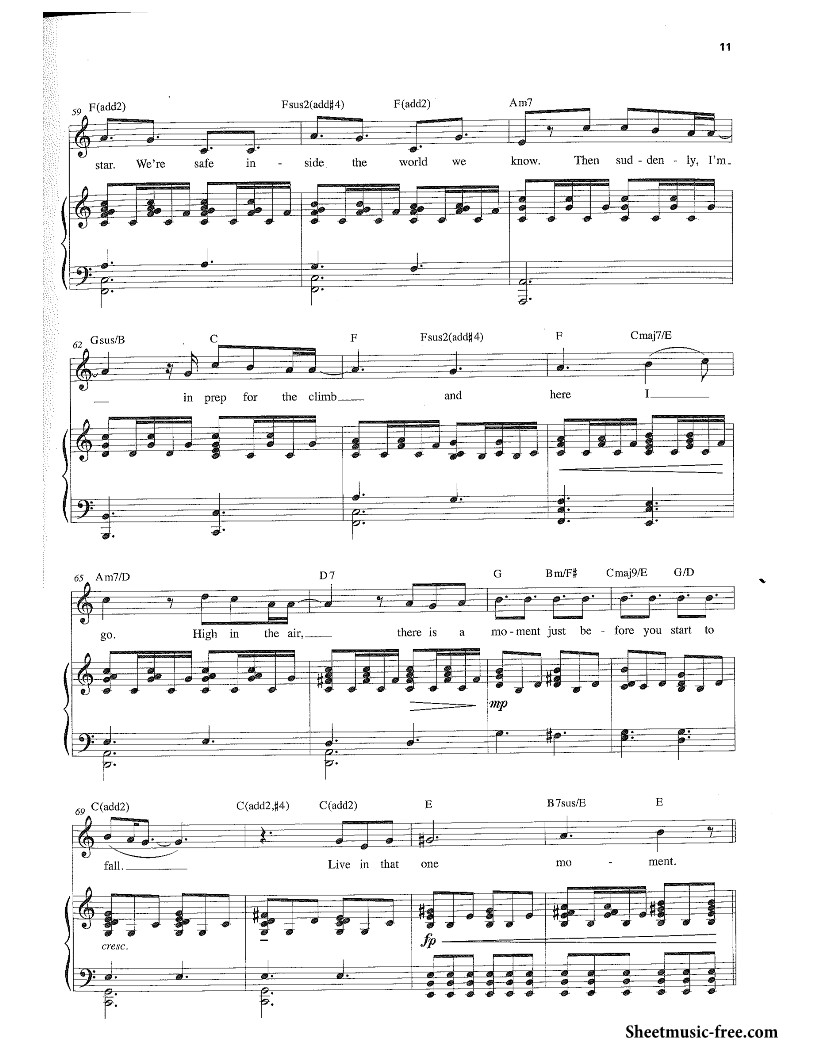 11
59 F(add2) Fsus2(add♯4) F(add2) Am7
star. We're safe in - side the world we know. Then sud - den - ly, I'm
62 Gsus/B C F Fsus2(add♯4) F Cmaj7/E
in prep for the climb and here I
65 Am7/D D7 G Bm/F♯ Cmaj9/E G/D
go. High in the air, there is a mo - ment just be - fore you start to
mp
69 C(add2) C(add2,♯4) C(add2) E B7sus/E E
fall. Live in that one mo - ment.
cresc. fp
Sheetmusic-free.com